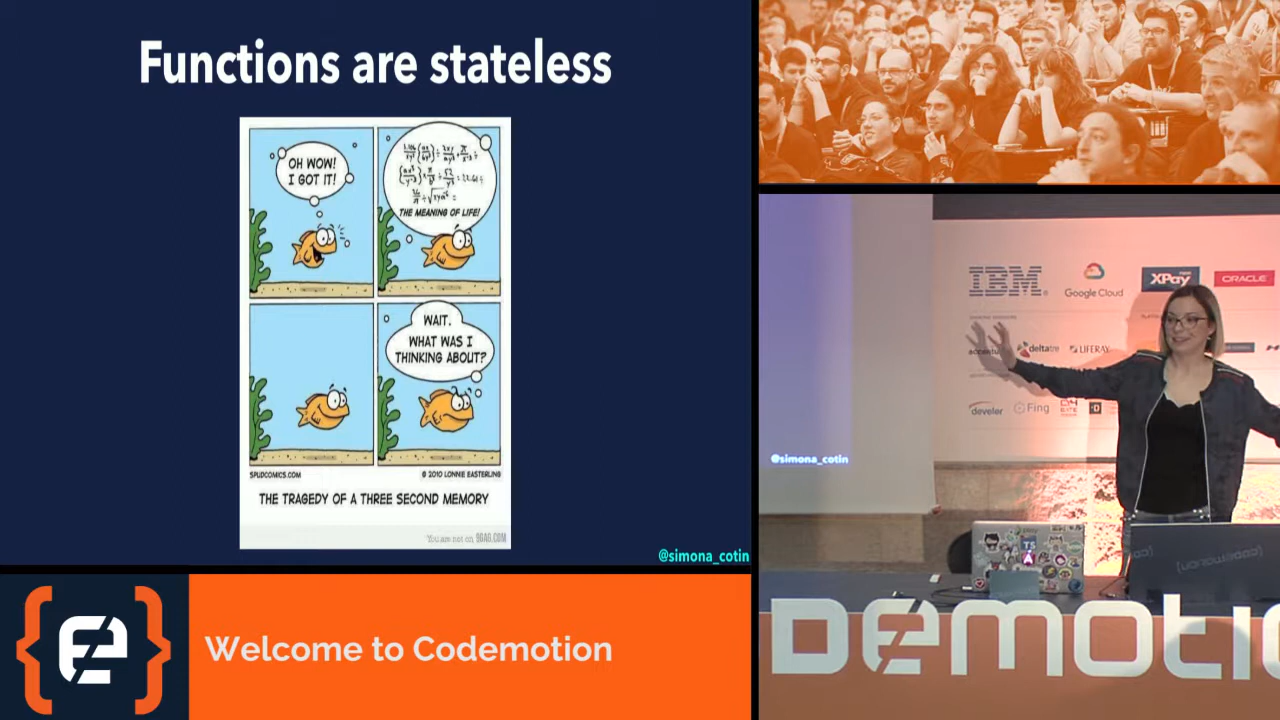 Functions are stateless
OH WOW!
I GOT IT!
THE MEANING OF LIFE!
WAIT.
WHAT WAS I
THINKING ABOUT?
SPUDCOMICS.COM
© 2010 LONNIE EASTERLING
THE TRAGEDY OF A THREE SECOND MEMORY
You are not on 9GAG.COM
@simona_cotin
Welcome to Codemotion
IBM
Google Cloud
XPay
ORACLE
accenture
deltatre
LIFERAY
develer
Fing
@simona_cotin
TS
DEMOTIO